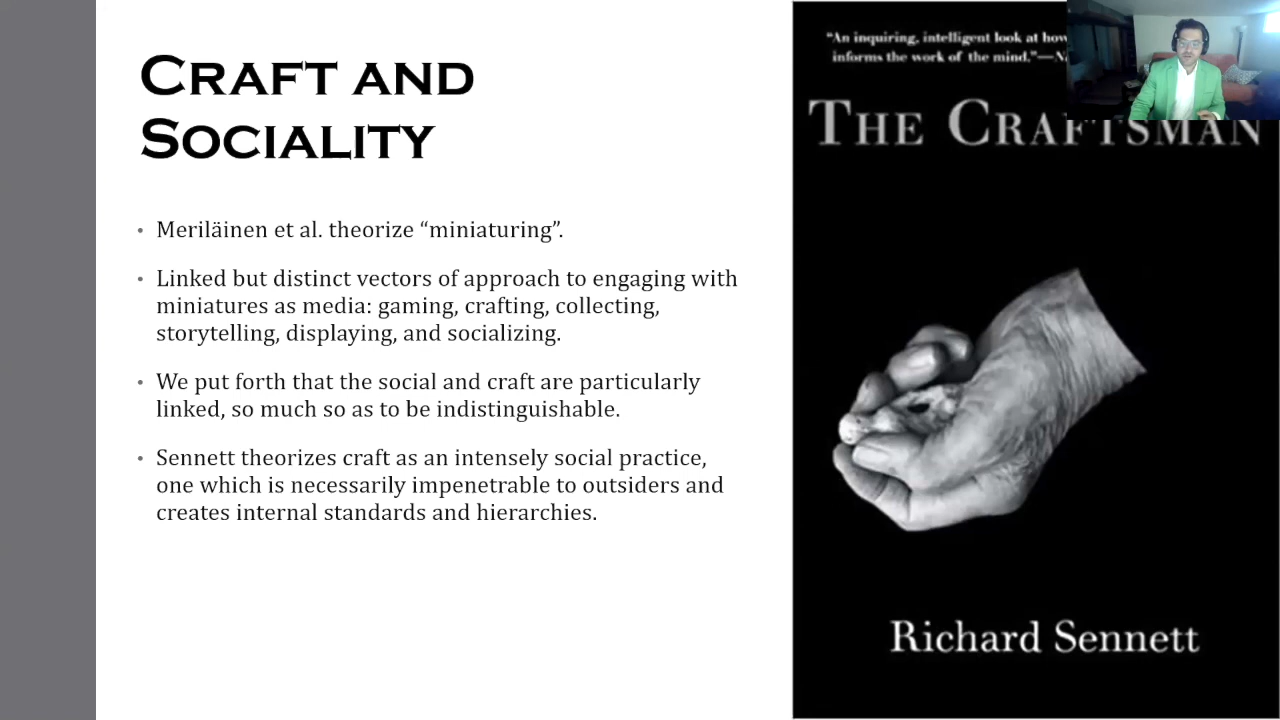 CRAFT AND
SOCIALITY
• Meriläinen et al. theorize “miniaturing”.
• Linked but distinct vectors of approach to engaging with
miniatures as media: gaming, crafting, collecting,
storytelling, displaying, and socializing.
• We put forth that the social and craft are particularly
linked, so much so as to be indistinguishable.
• Sennett theorizes craft as an intensely social practice,
one which is necessarily impenetrable to outsiders and
creates internal standards and hierarchies.
“An inquiring, intelligent look at how
informs the work of the mind.”—
THE CRAFTSMAN
Richard Sennett